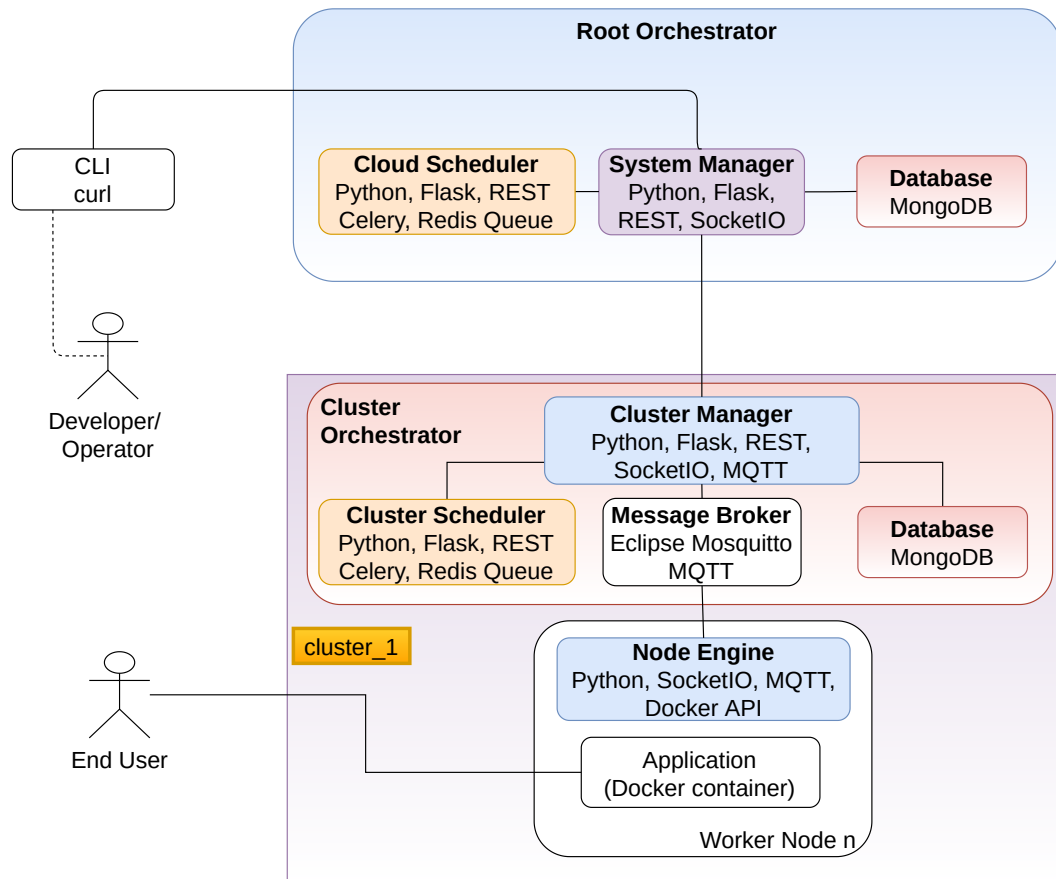 Root Orchestrator
CLI
curl
Cloud Scheduler
Python, Flask, REST
Celery, Redis Queue
System Manager
Python, Flask,
REST, SocketIO
Database
MongoDB
Developer/
Operator
Cluster
Orchestrator
Cluster Manager
Python, Flask, REST,
SocketIO, MQTT
Cluster Scheduler
Python, Flask, REST
Celery, Redis Queue
Message Broker
Eclipse Mosquitto
MQTT
Database
MongoDB
cluster_1
Node Engine
Python, SocketIO, MQTT,
Docker API
End User
Application
(Docker container)
Worker Node n